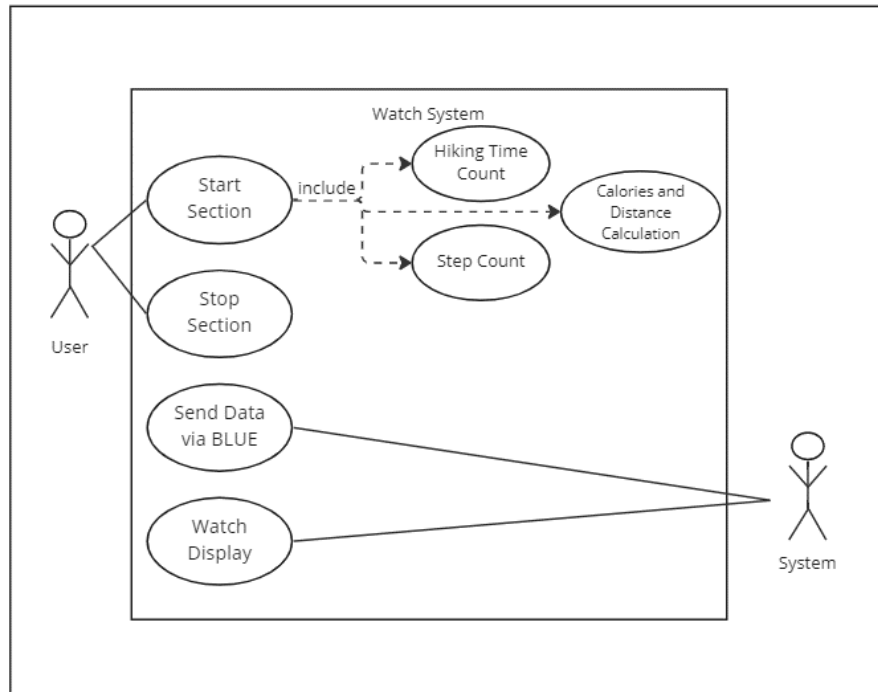 Watch System
Start
Section
include
Hiking Time
Count
Calories and
Distance
Calculation
Step Count
User
Stop
Section
Send Data
via BLUE
Watch
Display
System